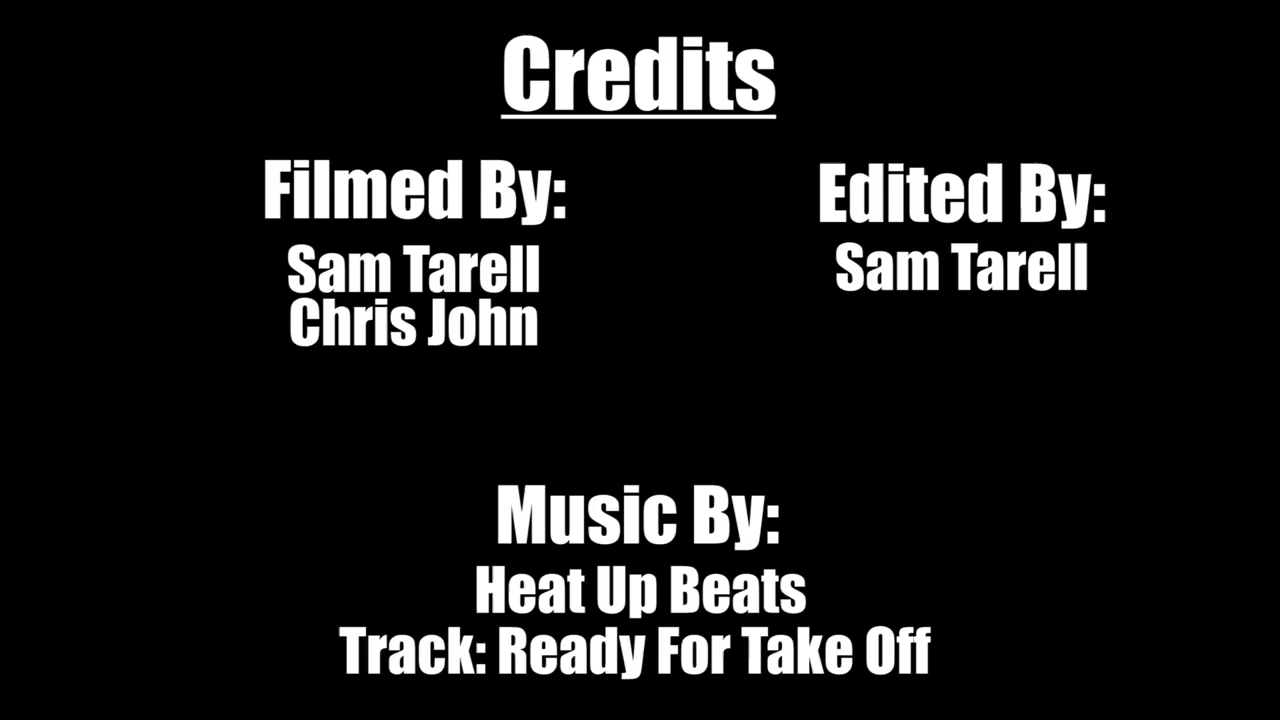 Credits
Filmed By:
Sam Tarell
Chris John
Edited By:
Sam Tarell
Music By:
Heat Up Beats
Track: Ready For Take Off